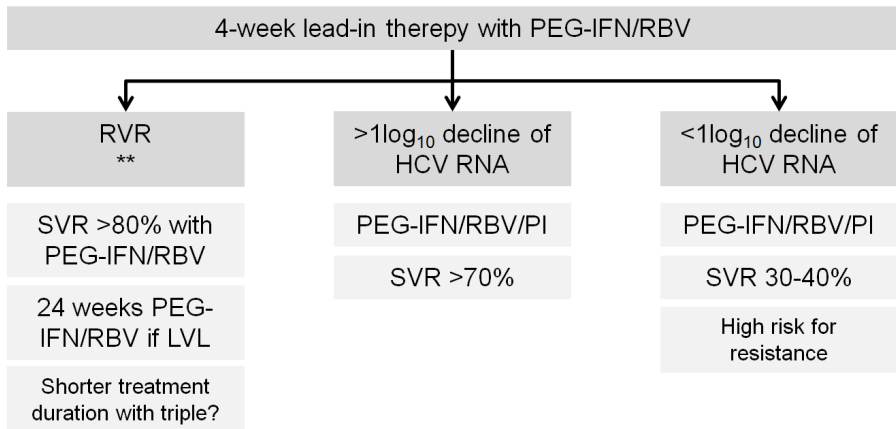 4-week lead-in therepy with PEG-IFN/RBV
RVR
**
SVR >80% with
PEG-IFN/RBV
24 weeks PEG-
IFN/RBV if LVL
Shorter treatment
duration with triple?
>1log₁₀ decline of
HCV RNA
PEG-IFN/RBV/PI
SVR >70%
<1log₁₀ decline of
HCV RNA
PEG-IFN/RBV/PI
SVR 30-40%
High risk for
resistance